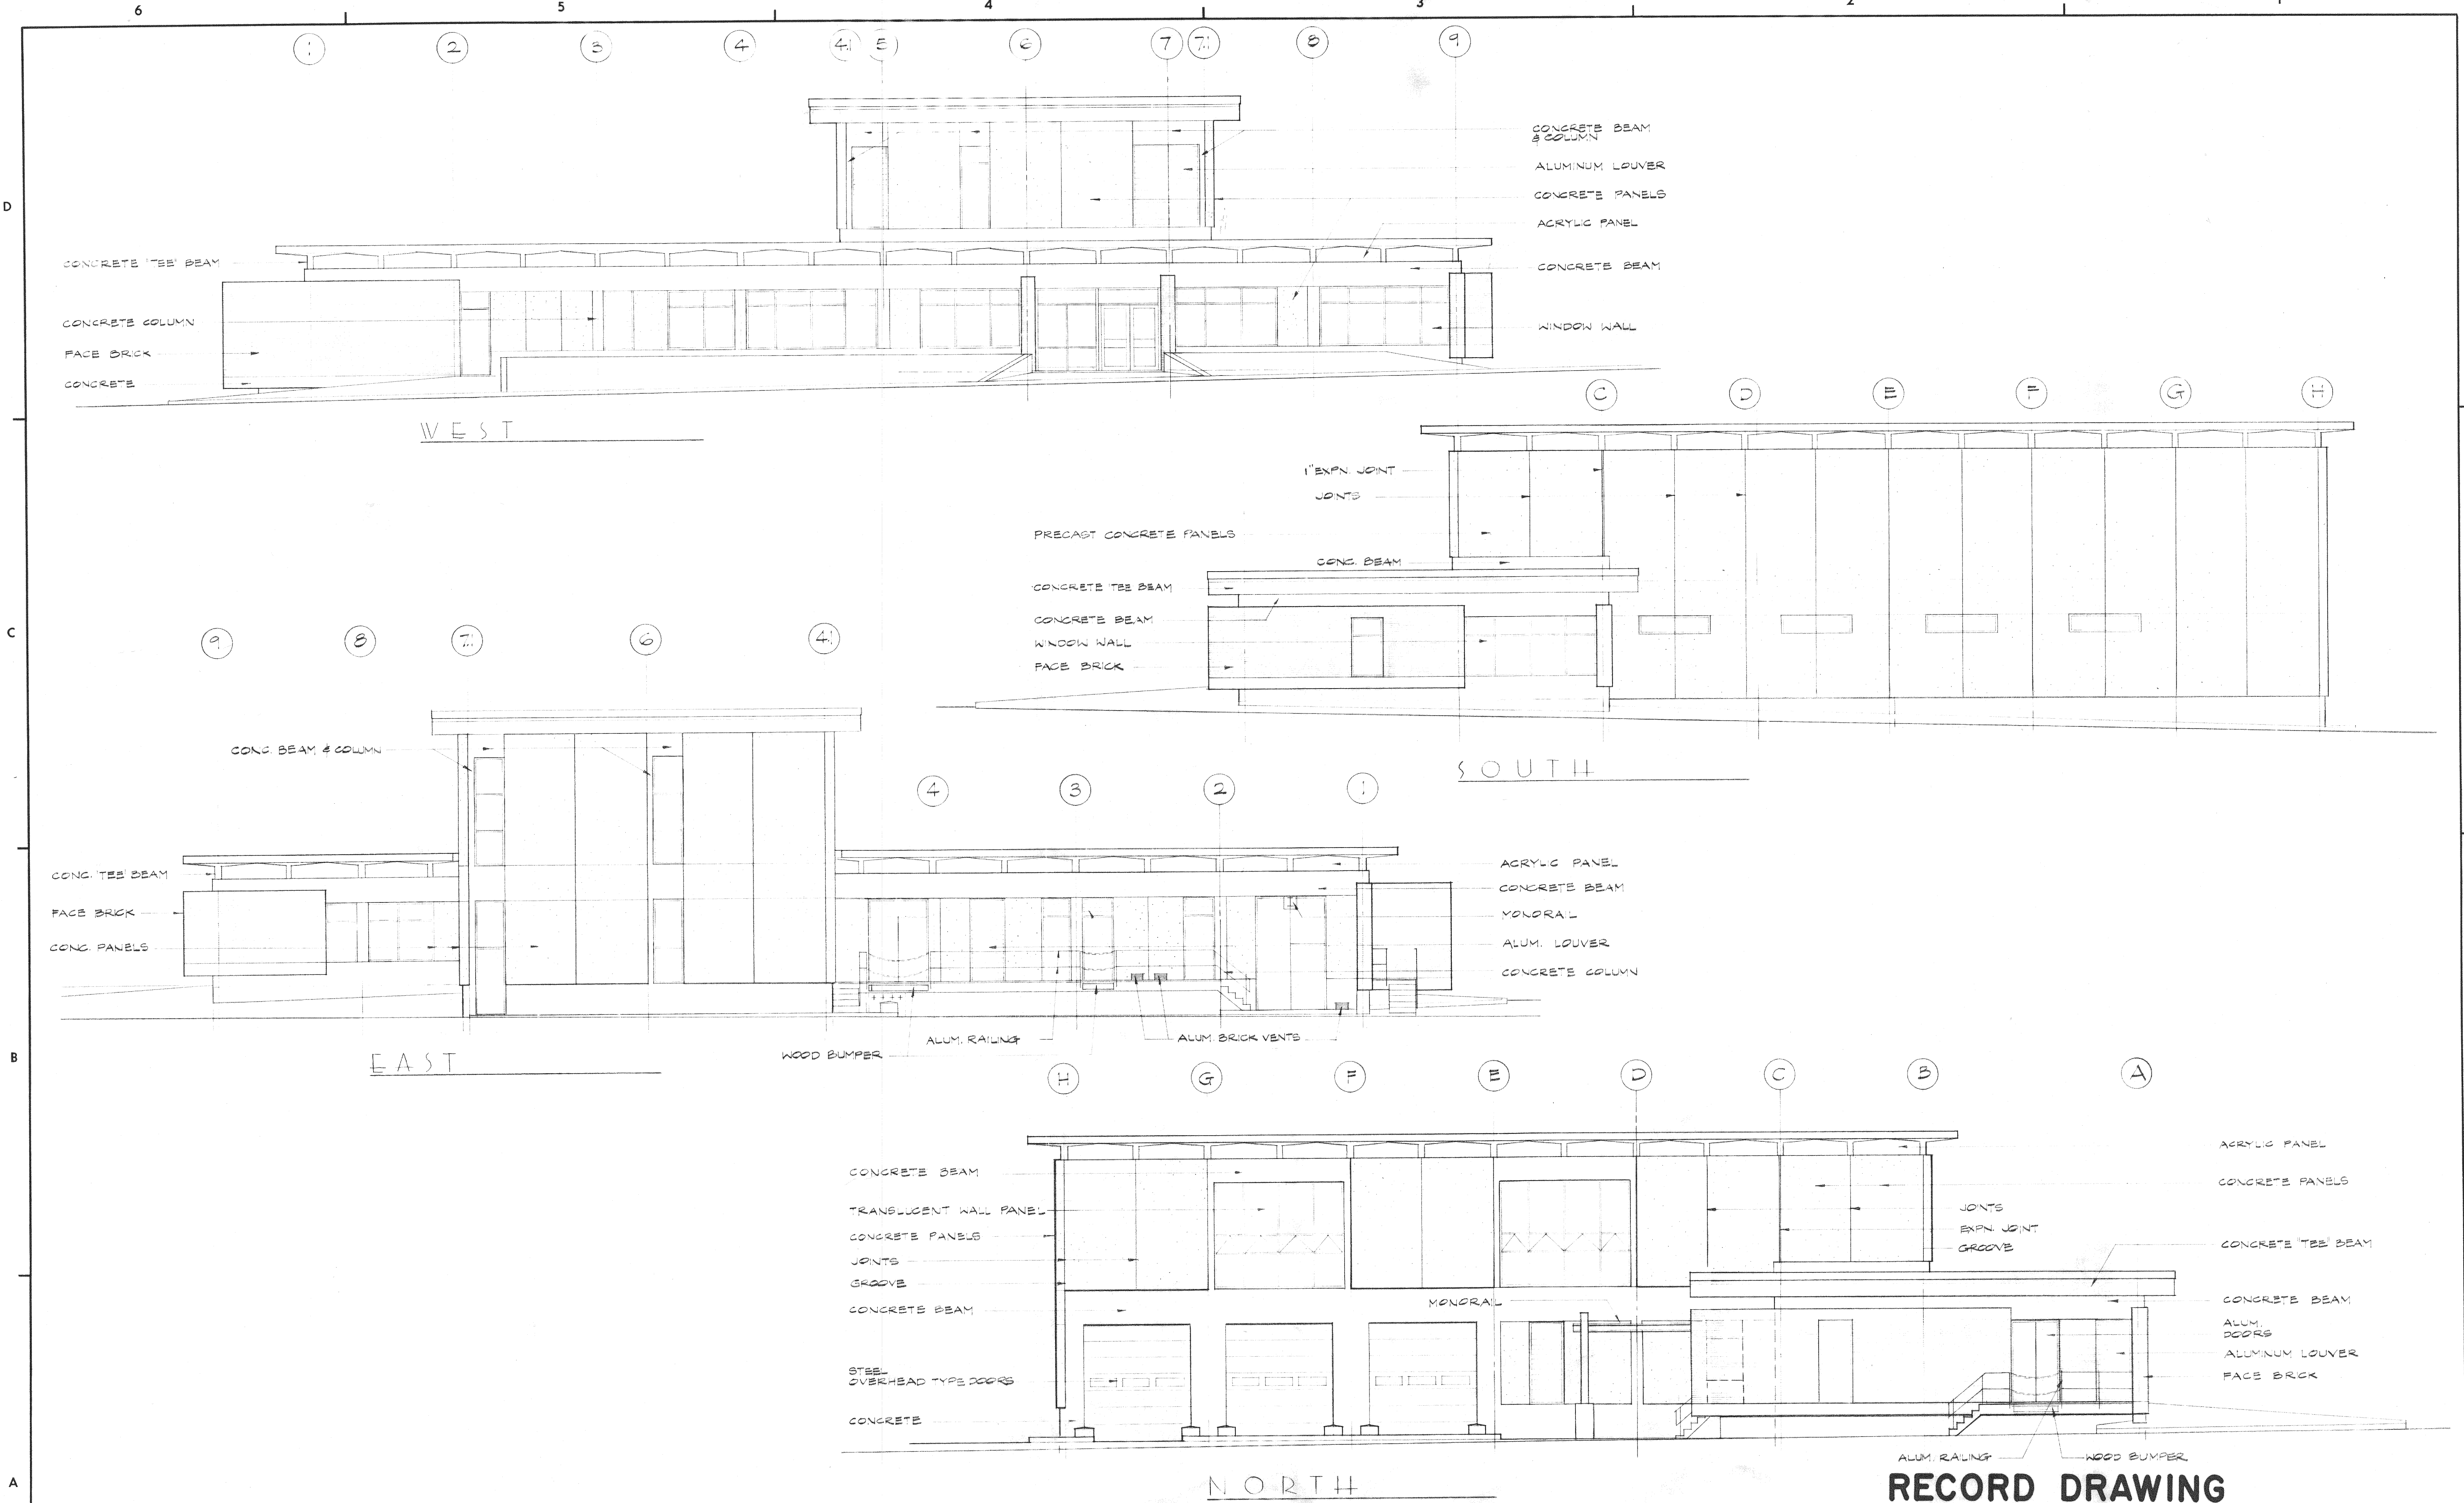 6 5 4 3 2 1
1 2 3 4 4.1 5 6 7 7.1 8 9
CONCRETE BEAM
& COLUMN
ALUMINUM LOUVER
D
CONCRETE PANELS
ACRYLIC PANEL
CONCRETE 'TEE' BEAM
CONCRETE BEAM
CONCRETE COLUMN
WINDOW WALL
FACE BRICK
CONCRETE
WEST
C D E F G H
1" EXPN. JOINT
JOINTS
PRECAST CONCRETE PANELS
CONC. BEAM
CONCRETE 'TEE' BEAM
CONCRETE BEAM
WINDOW WALL
FACE BRICK
SOUTH
C
9 8 7.1 6 4.1
CONC. BEAM & COLUMN
4 3 2 1
CONC. 'TEE' BEAM
FACE BRICK
CONC. PANELS
ACRYLIC PANEL
CONCRETE BEAM
MONORAIL
ALUM. LOUVER
CONCRETE COLUMN
ALUM. RAILING
ALUM. BRICK VENTS
WOOD BUMPER
EAST
B
H G F E D C B A
CONCRETE BEAM
TRANSLUCENT WALL PANEL
CONCRETE PANELS
JOINTS
GROOVE
CONCRETE BEAM
MONORAIL
STEEL
OVERHEAD TYPE DOORS
CONCRETE
ACRYLIC PANEL
CONCRETE PANELS
JOINTS
EXPN. JOINT
GROOVE
CONCRETE "TEE" BEAM
CONCRETE BEAM
ALUM.
DOORS
ALUMINUM LOUVER
FACE BRICK
ALUM. RAILING
WOOD BUMPER
NORTH
A
RECORD DRAWING